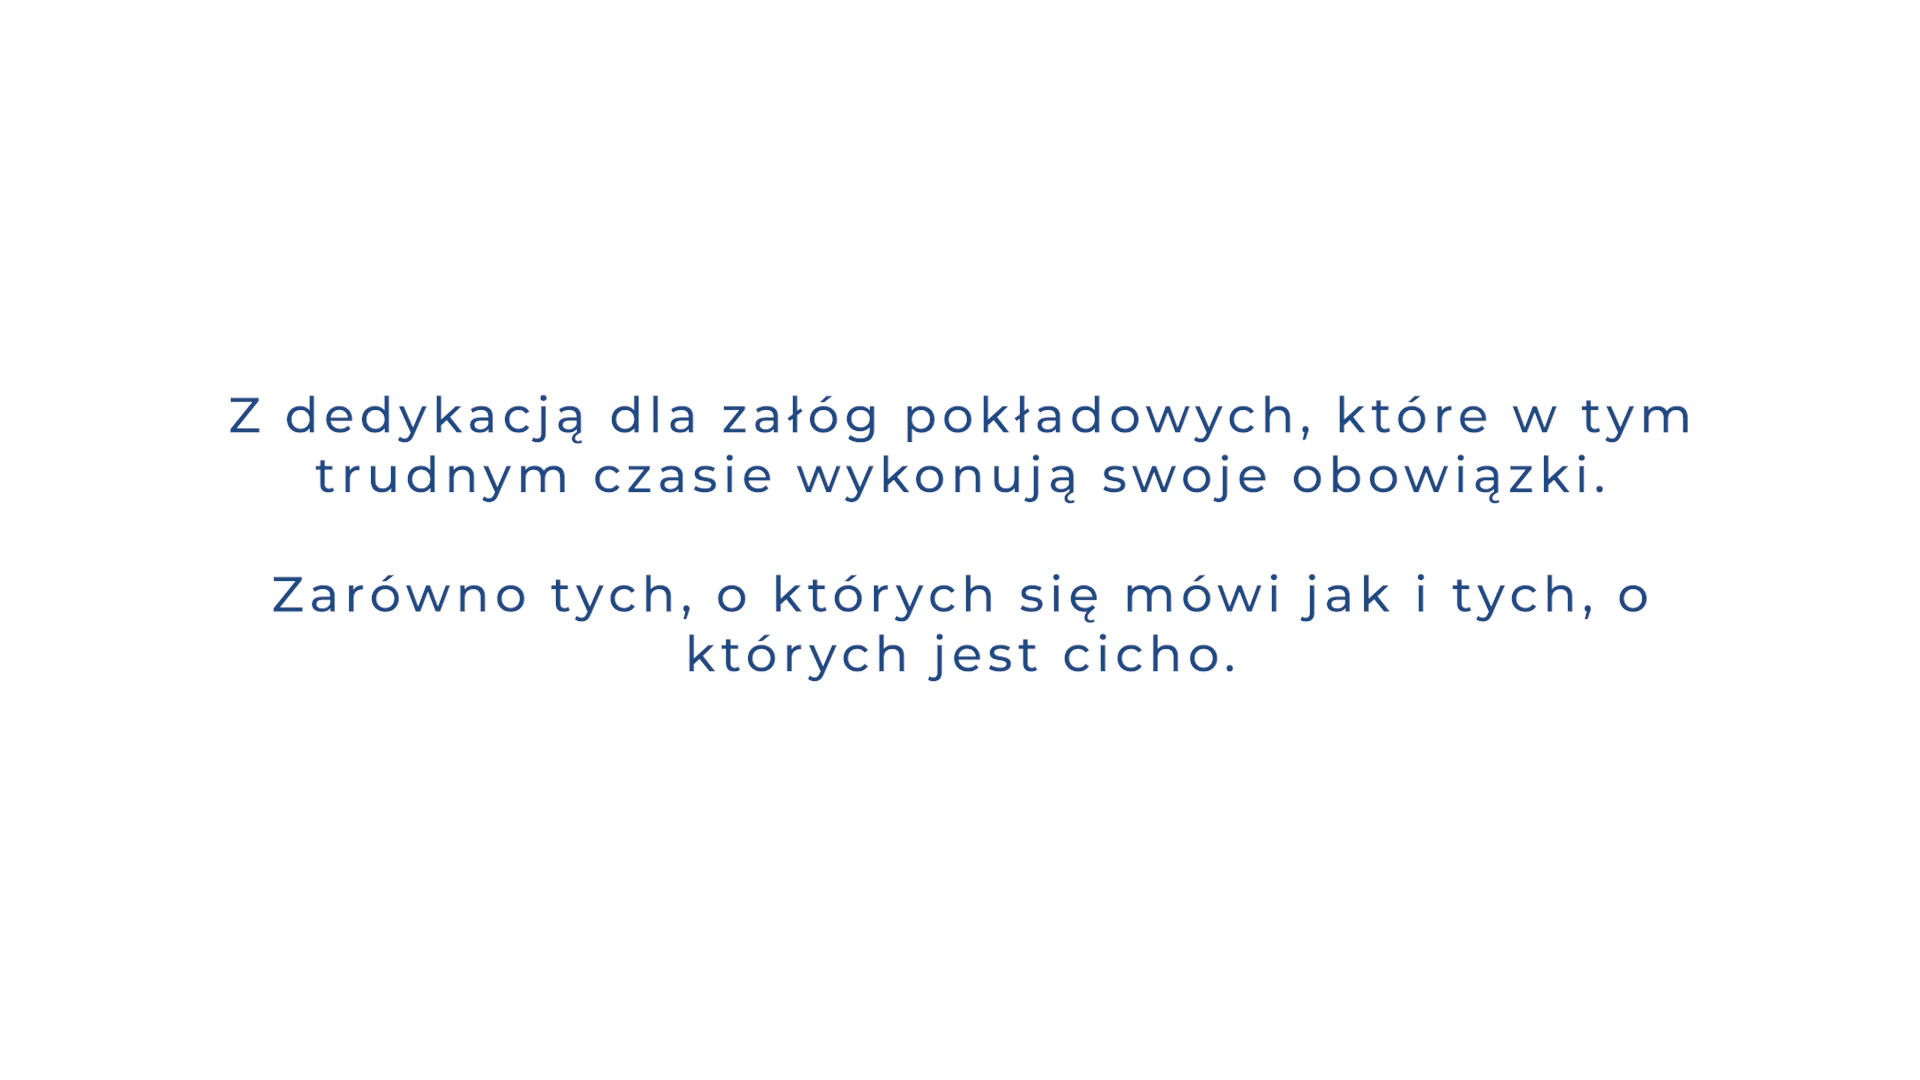 Z dedykacją dla załóg pokładowych, które w tym
trudnym czasie wykonują swoje obowiązki.
Zarówno tych, o których się mówi jak i tych, o
których jest cicho.